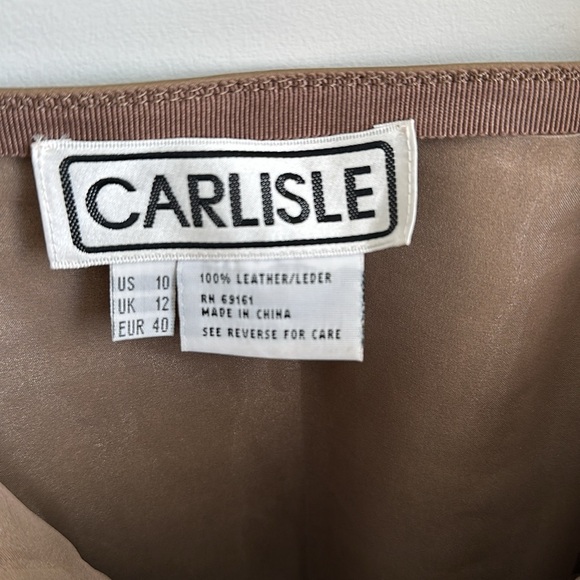 CARLISLE
US 10
UK 12
EUR 40
100% LEATHER/LEDER
RN 69161
MADE IN CHINA
SEE REVERSE FOR CARE